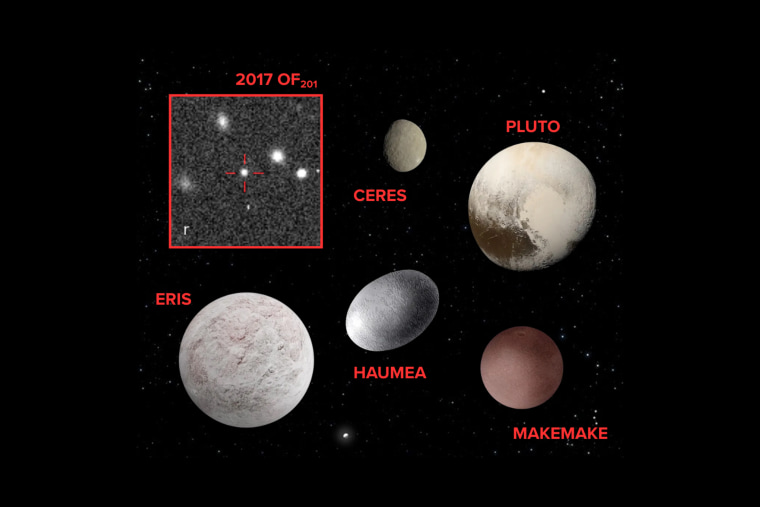 2017 OF₂₀₁
PLUTO
CERES
r
ERIS
HAUMEA
MAKEMAKE